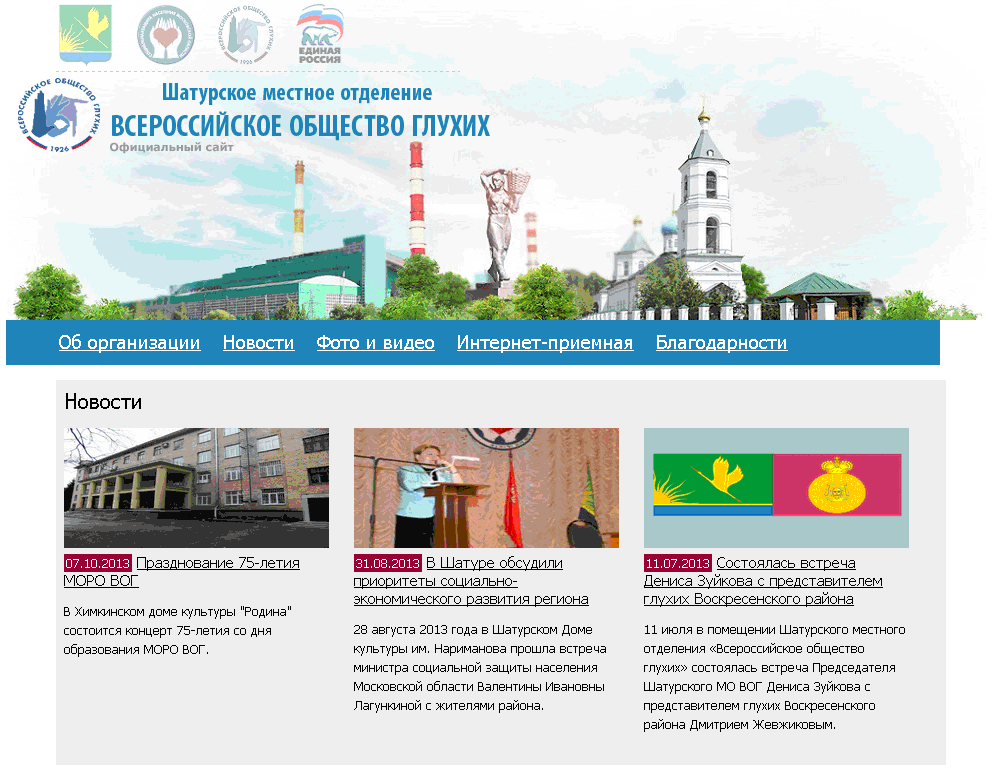 ЕДИНАЯ
РОССИЯ
ВСЕРОССИЙСКОЕ ОБЩЕСТВО ГЛУХИХ
1926
Шатурское местное отделение
ВСЕРОССИЙСКОЕ ОБЩЕСТВО ГЛУХИХ
Официальный сайт
Об организации Новости Фото и видео Интернет-приемная Благодарности
Новости
07.10.2013 Празднование 75-летия
МОРО ВОГ
В Химкинском доме культуры "Родина"
состоится концерт 75-летия со дня
образования МОРО ВОГ.
31.08.2013 В Шатуре обсудили
приоритеты социально-
экономического развития региона
28 августа 2013 года в Шатурском Доме
культуры им. Нариманова прошла встреча
министра социальной защиты населения
Московской области Валентины Ивановны
Лагункиной с жителями района.
11.07.2013 Состоялась встреча
Дениса Зуйкова с представителем
глухих Воскресенского района
11 июля в помещении Шатурского местного
отделения «Всероссийское общество
глухих» состоялась встреча Председателя
Шатурского МО ВОГ Дениса Зуйкова с
представителем глухих Воскресенского
района Дмитрием Жевжиковым.